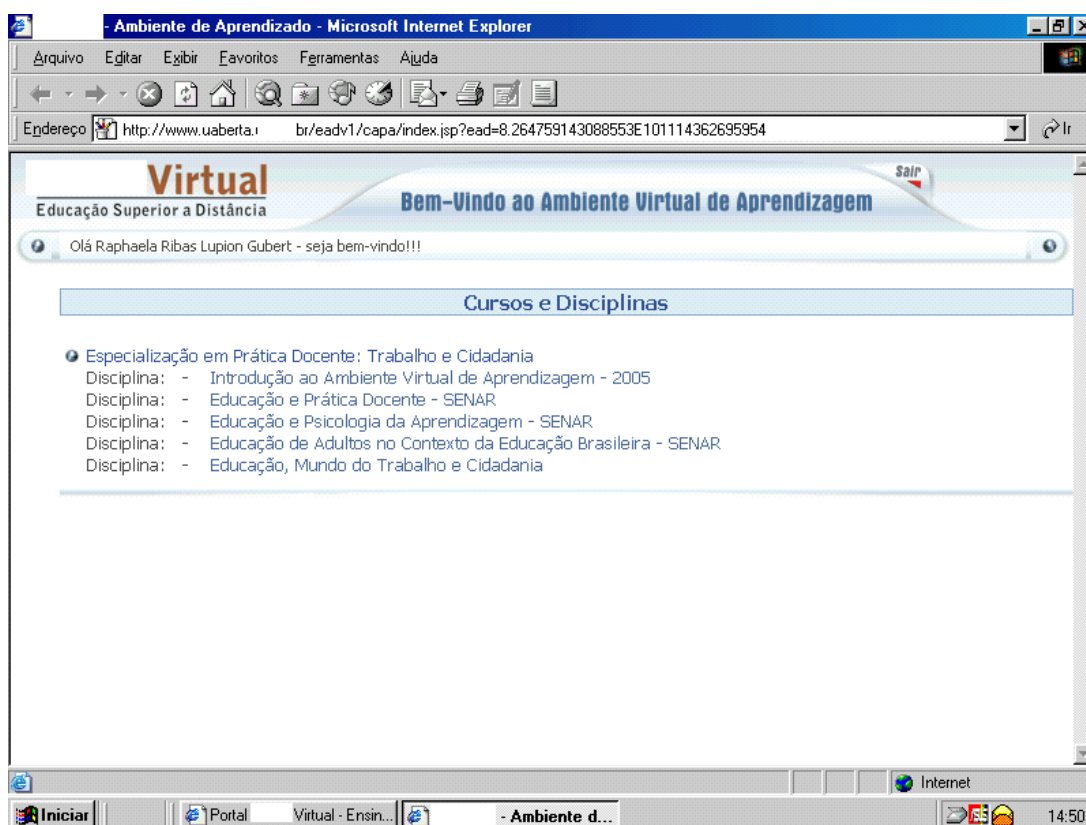 - Ambiente de Aprendizado - Microsoft Internet Explorer
Arquivo Editar Exibir Favoritos Ferramentas Ajuda
Endereço http://www.uaberta. br/eadv1/capa/index.jsp?ead=8.264759143088553E101114362695954 Ir
Virtual
Educação Superior a Distância
Bem-Vindo ao Ambiente Virtual de Aprendizagem
Sair
Olá Raphaela Ribas Lupion Gubert - seja bem-vindo!!!
Cursos e Disciplinas
Especialização em Prática Docente: Trabalho e Cidadania
Disciplina: - Introdução ao Ambiente Virtual de Aprendizagem - 2005
Disciplina: - Educação e Prática Docente - SENAR
Disciplina: - Educação e Psicologia da Aprendizagem - SENAR
Disciplina: - Educação de Adultos no Contexto da Educação Brasileira - SENAR
Disciplina: - Educação, Mundo do Trabalho e Cidadania
Internet
Iniciar Portal Virtual - Ensin... - Ambiente d... 14:50